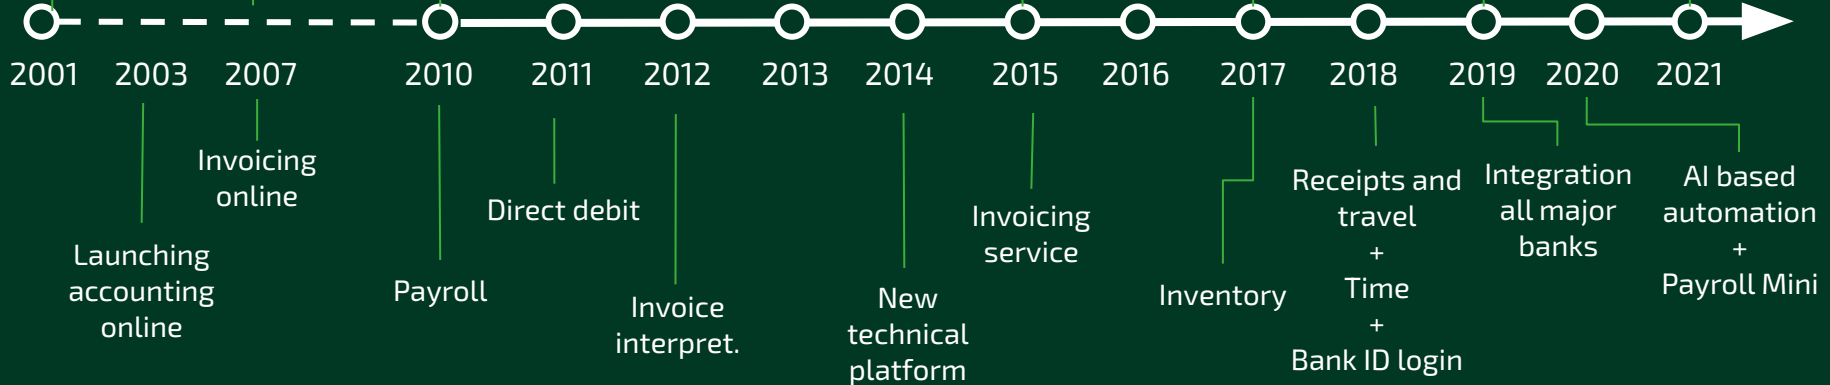 2001 2003 2007 2010 2011 2012 2013 2014 2015 2016 2017 2018 2019 2020 2021
Launching
accounting
online
Invoicing
online
Payroll
Direct debit
Invoice
interpret.
New
technical
platform
Invoicing
service
Inventory
Receipts and
travel
+
Time
+
Bank ID login
Integration
all major
banks
AI based
automation
+
Payroll Mini